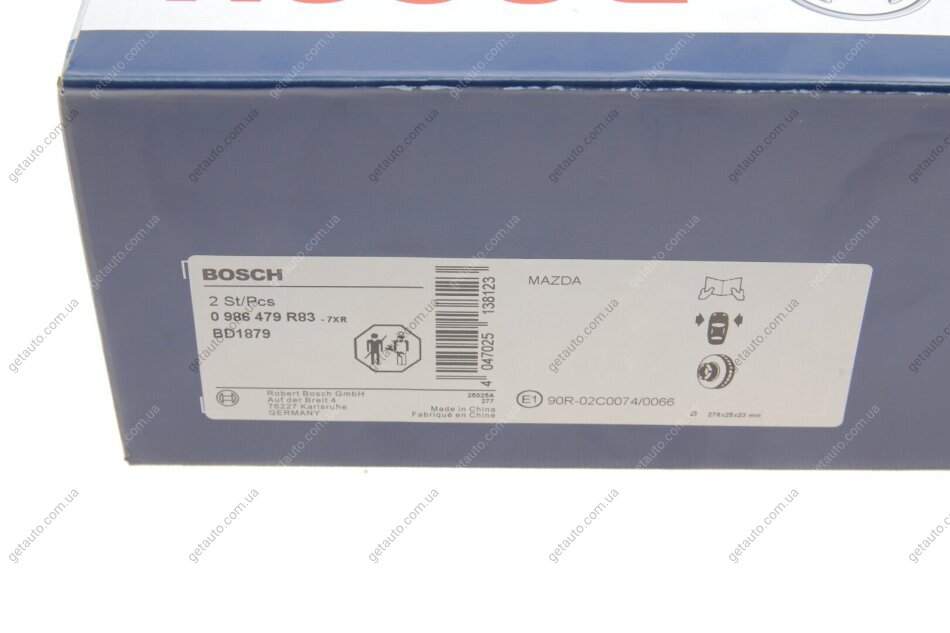 BOSCH
2 St/Pcs
0 986 479 R83 - 7XR
BD1879
4 047025 138123
MAZDA
Robert Bosch GmbH
Auf der Breit 4
76227 Karlsruhe
GERMANY
26025A
277
Made in China
Fabriqué en Chine
E1 90R-02C0074/0066
getauto.com.ua